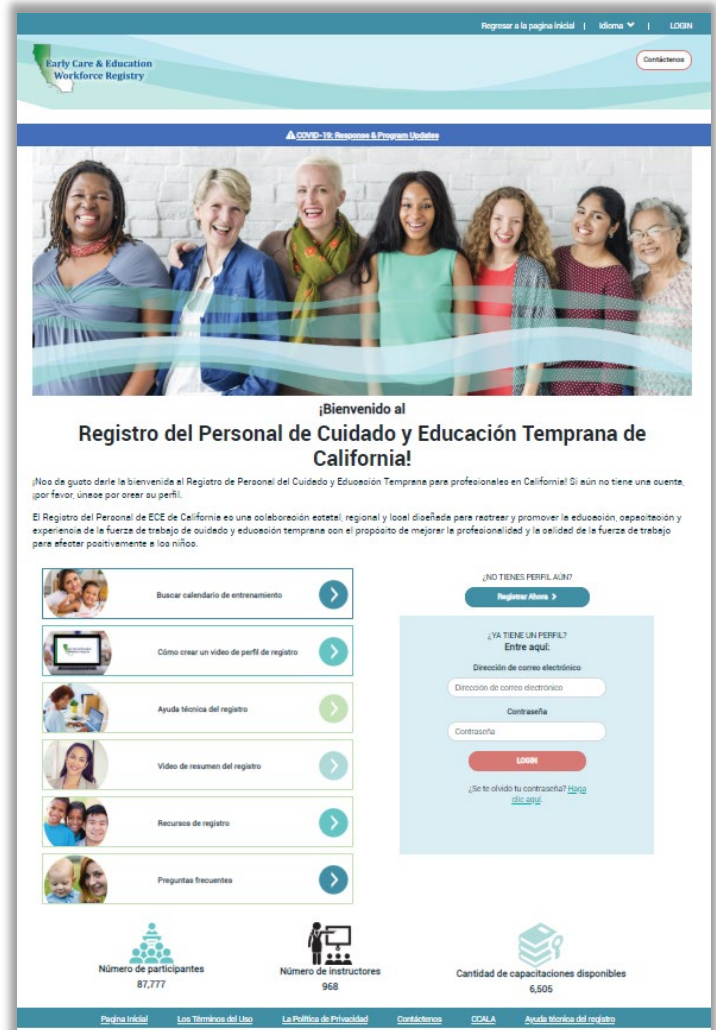 Regresar a la pagina inicial | Idioma | LOGIN
Early Care & Education
Workforce Registry
Contáctenos
COVID-19: Response & Program Updates
¡Bienvenido al
Registro del Personal de Cuidado y Educación Temprana de
California!
¡Nos da gusto darle la bienvenida al Registro de Personal del Cuidado y Educación Temprana para profesionales en California! Si aún no tiene una cuenta,
¡por favor, únase por crear su perfil.
El Registro del Personal de ECE de California es una colaboración estatal, regional y local diseñada para rastrear y promover la educación, capacitación y
experiencia de la fuerza de trabajo de cuidado y educación temprana con el propósito de mejorar la profesionalidad y la calidad de la fuerza de trabajo
para afectar positivamente a los niños.
Buscar calendario de entrenamiento
Cómo crear un video de perfil de registro
Ayuda técnica del registro
Video de resumen del registro
Recursos de registro
Preguntas frecuentes
¿NO TIENES PERFIL AÚN?
Registrar Ahora
¿YA TIENE UN PERFIL?
Entre aquí:
Dirección de correo electrónico
Dirección de correo electrónico
Contraseña
Contraseña
LOGIN
¿Se te olvido tu contraseña? Haga
clic aquí.
Número de participantes
87,777
Número de instructores
968
Cantidad de capacitaciones disponibles
6,505
Pagina Inicial Los Términos del Uso La Política de Privacidad Contáctenos CCALA Ayuda técnica del registro